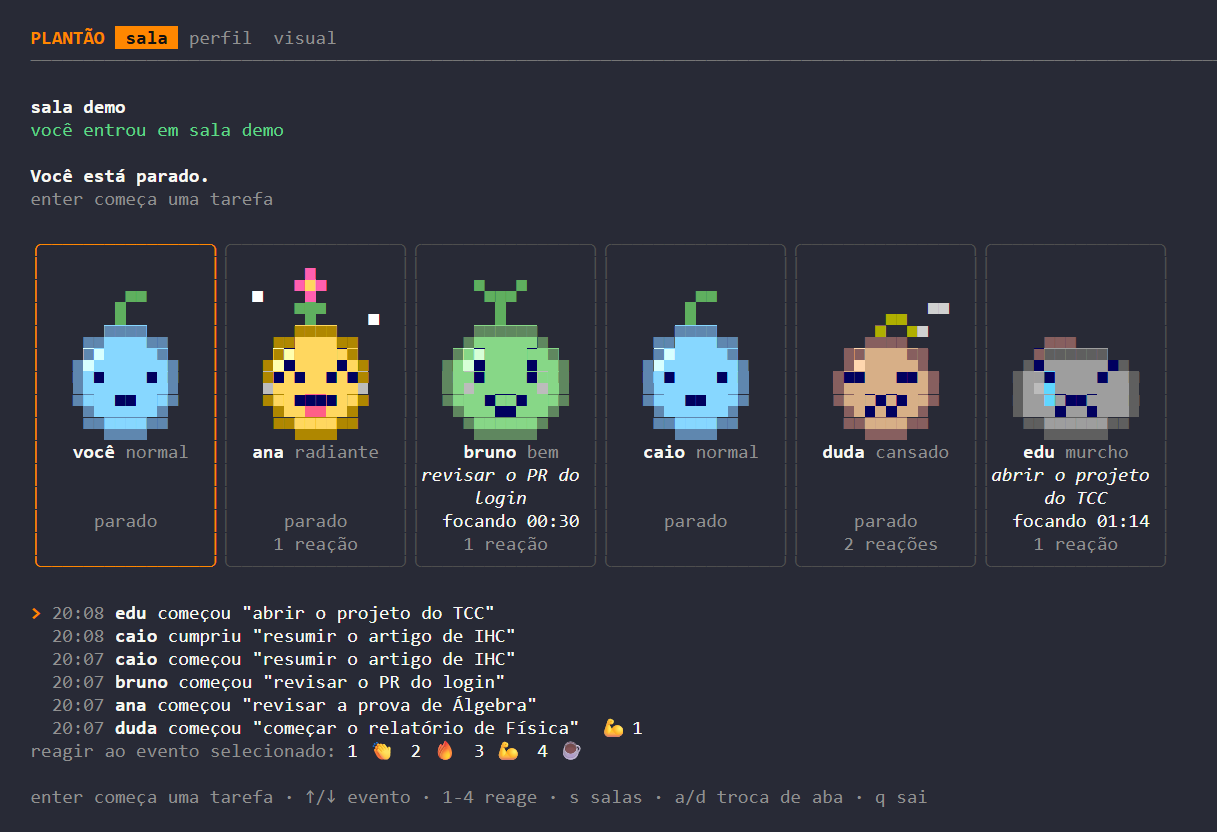 PLANTÃO sala perfil visual
sala demo
você entrou em sala demo
Você está parado.
enter começa uma tarefa
você normal
ana radiante
bruno bem
caio normal
duda cansado
edu murcho
revisar o PR do
abrir o projeto
login
do TCC
parado
parado
focando 00:30
parado
parado
focando 01:14
1 reação
1 reação
2 reações
1 reação
> 20:08 edu começou "abrir o projeto do TCC"
20:08 caio cumpriu "resumir o artigo de IHC"
20:07 caio começou "resumir o artigo de IHC"
20:07 bruno começou "revisar o PR do login"
20:07 ana começou "revisar a prova de Álgebra"
20:07 duda começou "começar o relatório de Física" 💪 1
reagir ao evento selecionado: 1 👏 2 🔥 3 💪 4 ☕
enter começa uma tarefa · ↑/↓ evento · 1-4 reage · s salas · a/d troca de aba · q sai